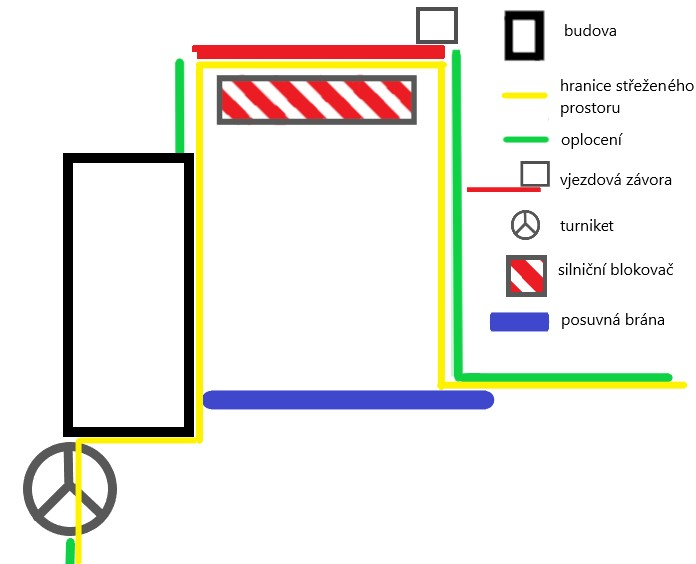 budova
hranice střeženého
prostoru
oplocení
vjezdová závora
turniket
silniční blokovač
posuvná brána